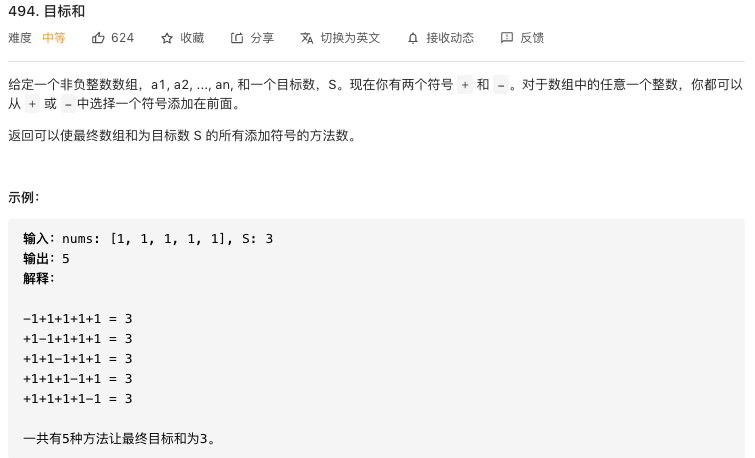 494. 目标和
难度 中等 624 收藏 分享 切换为英文 接收动态 反馈
给定一个非负整数数组，a1, a2, ..., an, 和一个目标数，S。现在你有两个符号 + 和 -。对于数组中的任意一个整数，你都可以
从 + 或 -中选择一个符号添加在前面。
返回可以使最终数组和为目标数 S 的所有添加符号的方法数。
示例：
输入：nums: [1, 1, 1, 1, 1], S: 3
输出：5
解释：
-1+1+1+1+1 = 3
+1-1+1+1+1 = 3
+1+1-1+1+1 = 3
+1+1+1-1+1 = 3
+1+1+1+1-1 = 3
一共有5种方法让最终目标和为3。